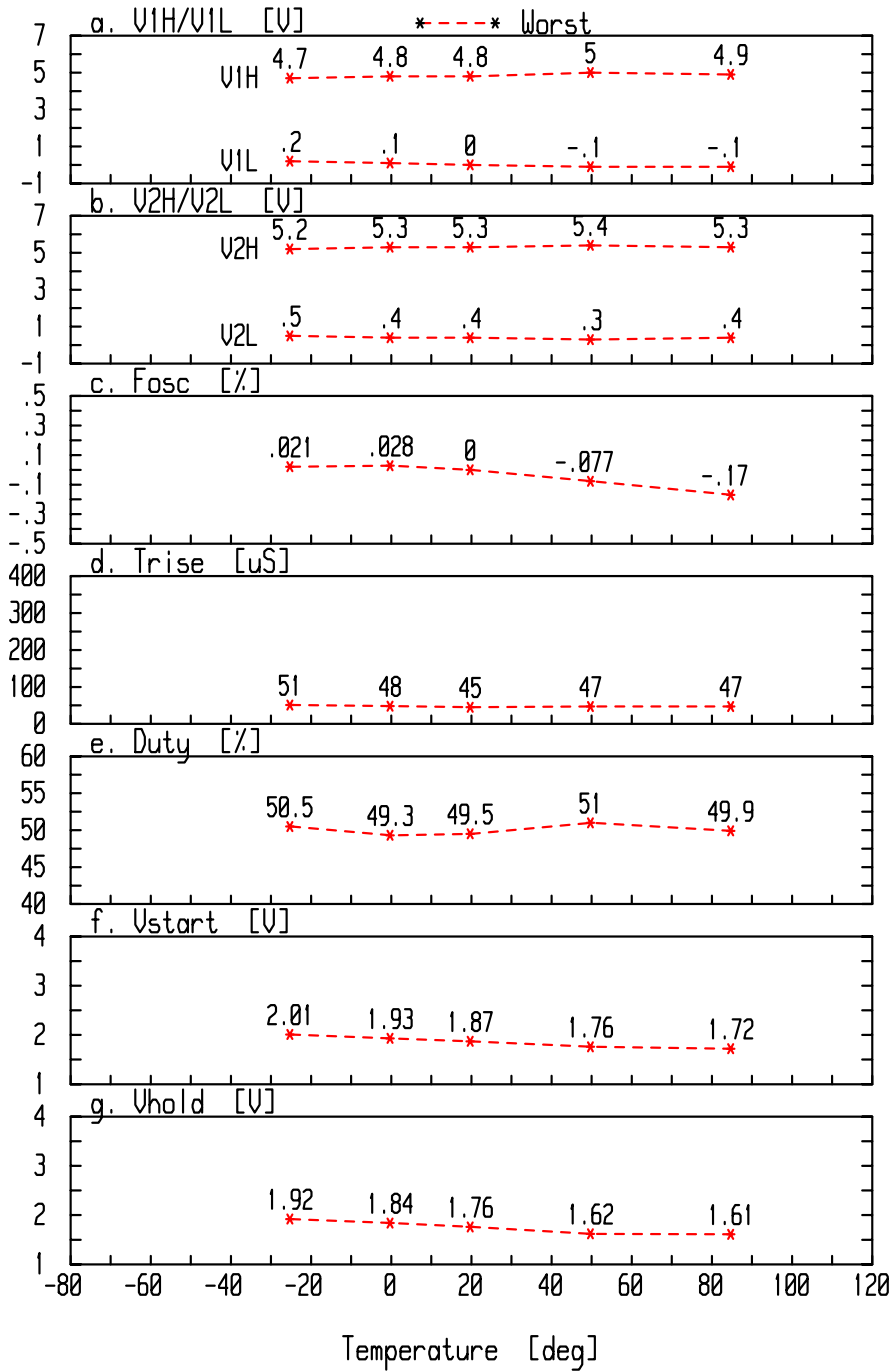 a. V1H/V1L [V] *-----* Worst
7
5
3
1
-1
V1H
4.7 4.8 4.8 5 4.9
V1L
.2 .1 0 -.1 -.1
b. V2H/V2L [V]
7
5
3
1
-1
V2H
5.2 5.3 5.3 5.4 5.3
V2L
.5 .4 .4 .3 .4
c. Fosc [%]
.5
.3
.1
-.1
-.3
-.5
.021 .028 0 -.077 -.17
d. Trise [uS]
400
300
200
100
0
51 48 45 47 47
e. Duty [%]
60
55
50
45
40
50.5 49.3 49.5 51 49.9
f. Vstart [V]
4
3
2
1
2.01 1.93 1.87 1.76 1.72
g. Vhold [V]
4
3
2
1
1.92 1.84 1.76 1.62 1.61
-80 -60 -40 -20 0 20 40 60 80 100 120
Temperature [deg]